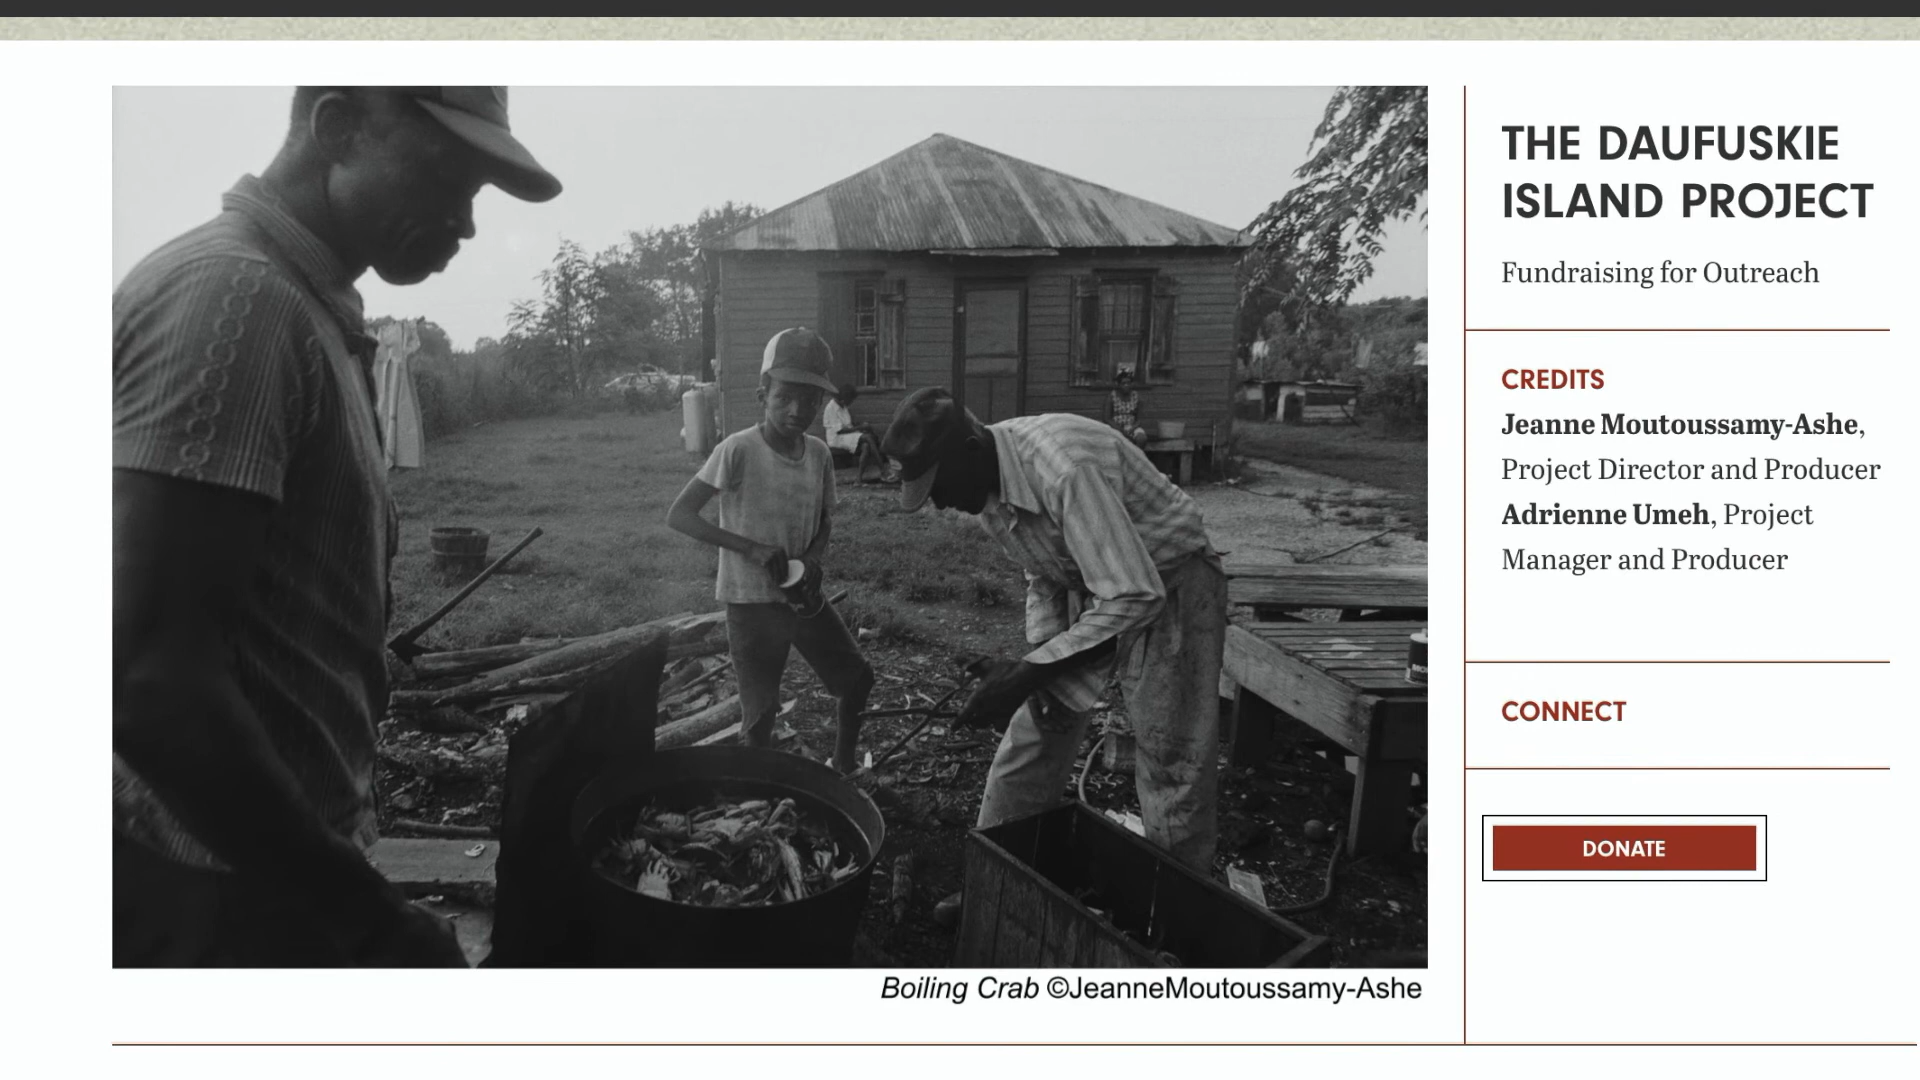 THE DAUFUSKIE
ISLAND PROJECT
Fundraising for Outreach
CREDITS
Jeanne Moutoussamy-Ashe,
Project Director and Producer
Adrienne Umeh, Project
Manager and Producer
CONNECT
DONATE
Boiling Crab ©JeanneMoutoussamy-Ashe